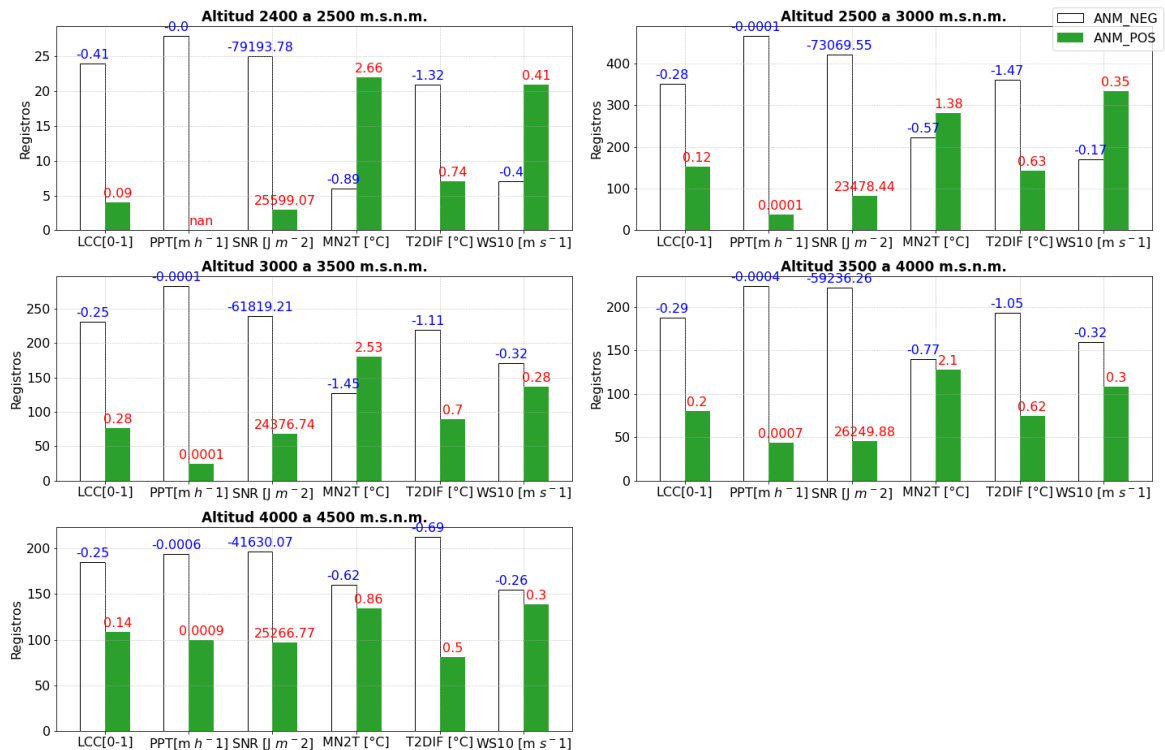 Altitud 2400 a 2500 m.s.n.m.
Registros
25
20
15
10
5
0
-0.41
-0.0
-79193.78
-0.89
-1.32
-0.4
0.09
nan
25599.07
2.66
0.74
0.41
LCC[0-1]
PPT[m h⁻1]
SNR [J m⁻2]
MN2T [°C]
T2DIF [°C]
WS10 [m s⁻1]
Altitud 2500 a 3000 m.s.n.m.
ANM_NEG
ANM_POS
Registros
400
300
200
100
0
-0.28
-0.0001
-73069.55
-0.57
-1.47
-0.17
0.12
0.0001
23478.44
1.38
0.63
0.35
LCC[0-1]
PPT[m h⁻1]
SNR [J m⁻2]
MN2T [°C]
T2DIF [°C]
WS10 [m s⁻1]
Altitud 3000 a 3500 m.s.n.m.
Registros
250
200
150
100
50
0
-0.25
-0.0001
-61819.21
-1.45
-1.11
-0.32
0.28
0.0001
24376.74
2.53
0.7
0.28
LCC[0-1]
PPT[m h⁻1]
SNR [J m⁻2]
MN2T [°C]
T2DIF [°C]
WS10 [m s⁻1]
Altitud 3500 a 4000 m.s.n.m.
Registros
200
150
100
50
0
-0.29
-0.0004
-59236.26
-0.77
-1.05
-0.32
0.2
0.0007
26249.88
2.1
0.62
0.3
LCC[0-1]
PPT[m h⁻1]
SNR [J m⁻2]
MN2T [°C]
T2DIF [°C]
WS10 [m s⁻1]
Altitud 4000 a 4500 m.s.n.m.
Registros
200
150
100
50
0
-0.25
-0.0006
-41630.07
-0.62
-0.69
-0.26
0.14
0.0009
25266.77
0.86
0.5
0.3
LCC[0-1]
PPT[m h⁻1]
SNR [J m⁻2]
MN2T [°C]
T2DIF [°C]
WS10 [m s⁻1]